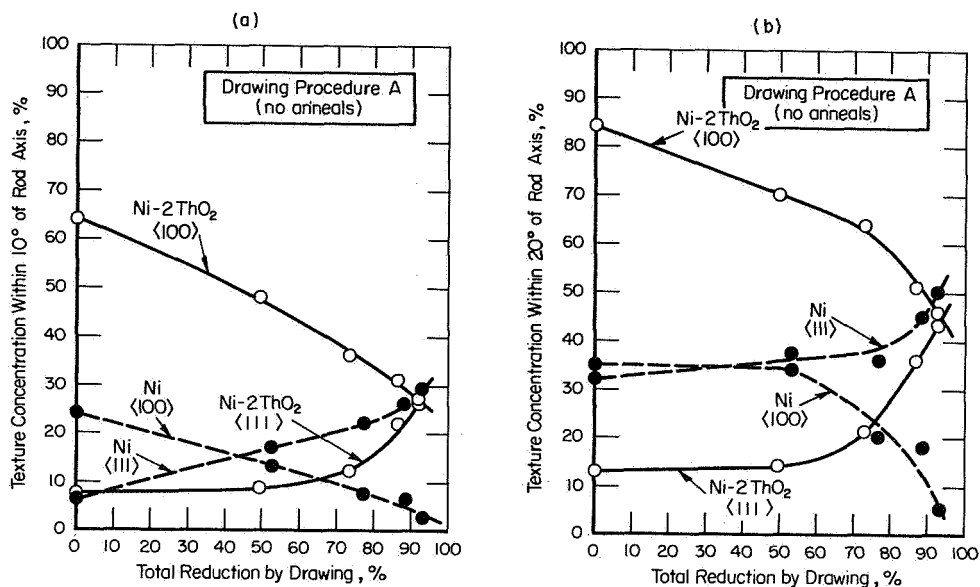 (a)
Texture Concentration Within 10° of Rod Axis, %
100
90
80
70
60
50
40
30
20
10
0
Drawing Procedure A
(no anneals)
Ni-2ThO₂
⟨100⟩
Ni
⟨100⟩
Ni-2ThO₂
⟨111⟩
Ni
⟨111⟩
0 10 20 30 40 50 60 70 80 90 100
Total Reduction by Drawing, %
(b)
Texture Concentration Within 20° of Rod Axis, %
100
90
80
70
60
50
40
30
20
10
0
Drawing Procedure A
(no anneals)
Ni-2ThO₂
⟨100⟩
Ni
⟨111⟩
Ni
⟨100⟩
Ni-2ThO₂
⟨111⟩
0 10 20 30 40 50 60 70 80 90 100
Total Reduction by Drawing, %